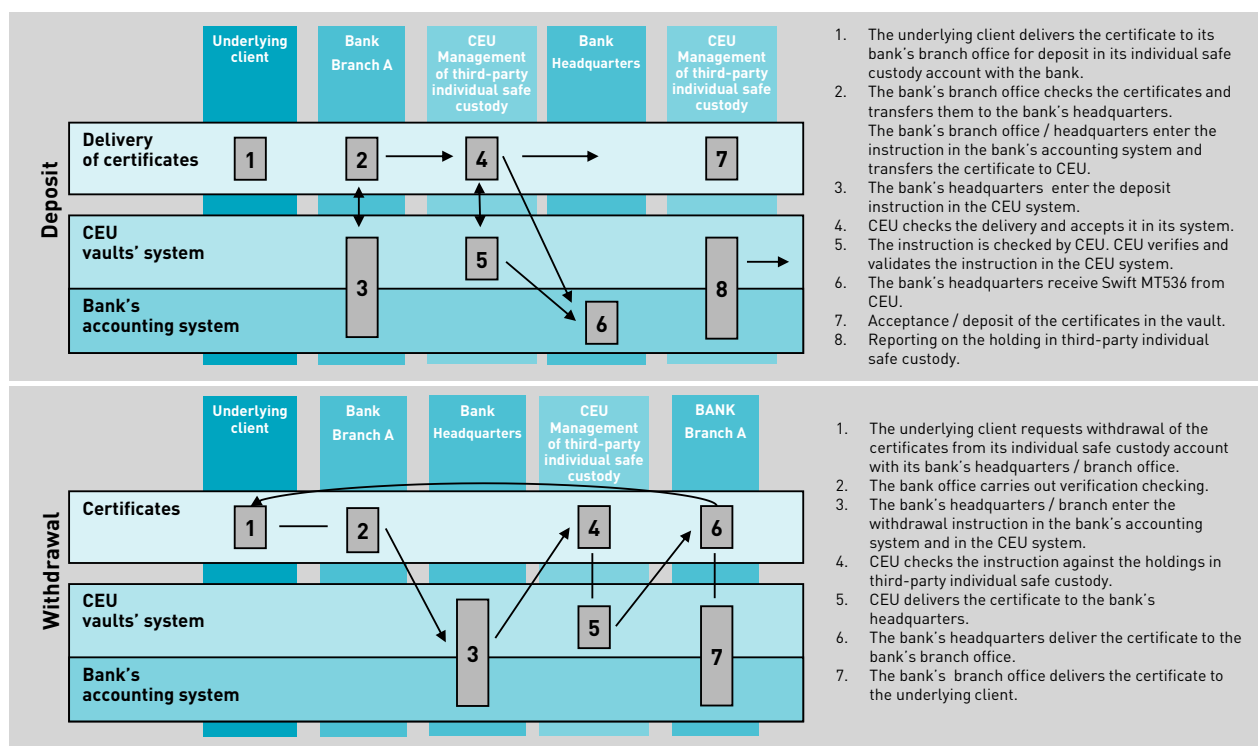 Deposit
Underlying
client
Bank
Branch A
CEU
Management
of third-party
individual safe
custody
Bank
Headquarters
CEU
Management
of third-party
individual safe
custody
Delivery
of certificates
1
2
4
7
CEU
vaults’ system
3
5
8
Bank’s
accounting system
6
1. The underlying client delivers the certificate to its
bank’s branch office for deposit in its individual safe
custody account with the bank.
2. The bank’s branch office checks the certificates and
transfers them to the bank’s headquarters.
The bank’s branch office / headquarters enter the
instruction in the bank’s accounting system and
transfers the certificate to CEU.
3. The bank’s headquarters enter the deposit
instruction in the CEU system.
4. CEU checks the delivery and accepts it in its system.
5. The instruction is checked by CEU. CEU verifies and
validates the instruction in the CEU system.
6. The bank’s headquarters receive Swift MT536 from
CEU.
7. Acceptance / deposit of the certificates in the vault.
8. Reporting on the holding in third-party individual
safe custody.
Withdrawal
Underlying
client
Bank
Branch A
Bank
Headquarters
CEU
Management
of third-party
individual safe
custody
BANK
Branch A
Certificates
1
2
4
6
CEU
vaults’ system
3
5
7
Bank’s
accounting system
1. The underlying client requests withdrawal of the
certificates from its individual safe custody account
with its bank’s headquarters / branch office.
2. The bank office carries out verification checking.
3. The bank’s headquarters / branch enter the
withdrawal instruction in the bank’s accounting
system and in the CEU system.
4. CEU checks the instruction against the holdings in
third-party individual safe custody.
5. CEU delivers the certificate to the bank’s
headquarters.
6. The bank’s headquarters deliver the certificate to the
bank’s branch office.
7. The bank’s branch office delivers the certificate to
the underlying client.